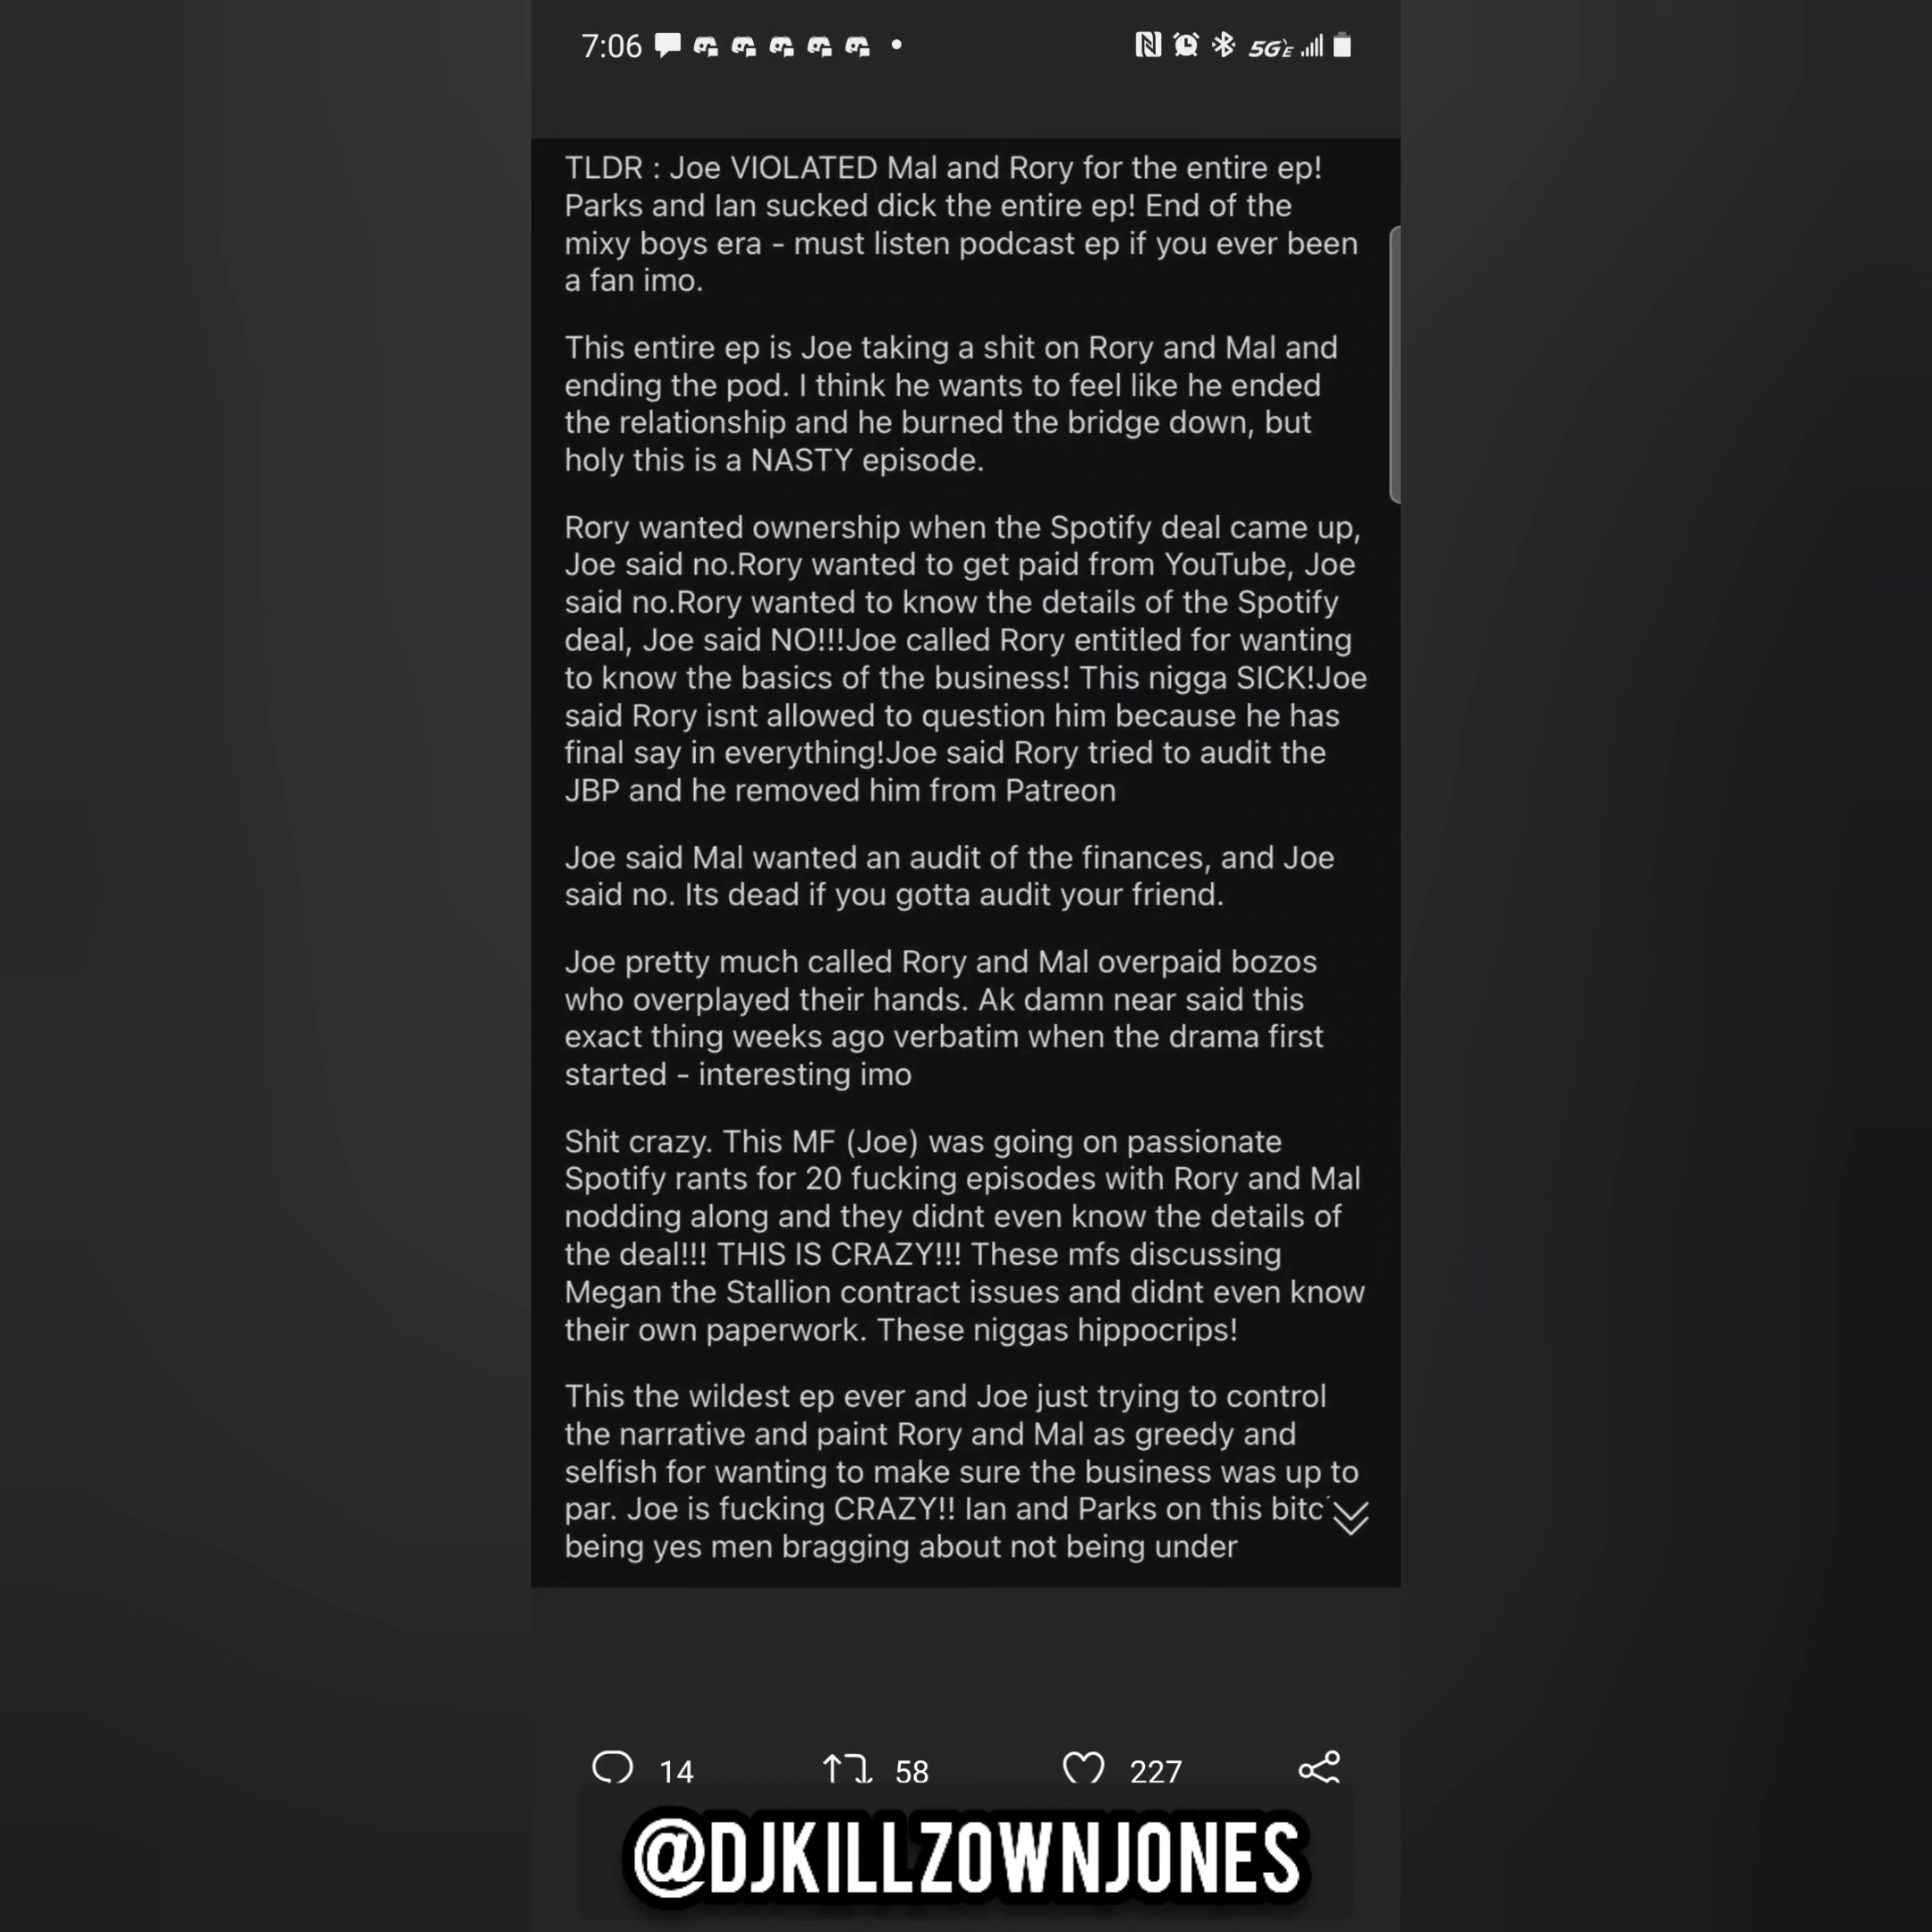 7:06
5GE
TLDR : Joe VIOLATED Mal and Rory for the entire ep!
Parks and Ian sucked dick the entire ep! End of the
mixy boys era - must listen podcast ep if you ever been
a fan imo.
This entire ep is Joe taking a shit on Rory and Mal and
ending the pod. I think he wants to feel like he ended
the relationship and he burned the bridge down, but
holy this is a NASTY episode.
Rory wanted ownership when the Spotify deal came up,
Joe said no.Rory wanted to get paid from YouTube, Joe
said no.Rory wanted to know the details of the Spotify
deal, Joe said NO!!!Joe called Rory entitled for wanting
to know the basics of the business! This nigga SICK!Joe
said Rory isnt allowed to question him because he has
final say in everything!Joe said Rory tried to audit the
JBP and he removed him from Patreon
Joe said Mal wanted an audit of the finances, and Joe
said no. Its dead if you gotta audit your friend.
Joe pretty much called Rory and Mal overpaid bozos
who overplayed their hands. Ak damn near said this
exact thing weeks ago verbatim when the drama first
started - interesting imo
Shit crazy. This MF (Joe) was going on passionate
Spotify rants for 20 fucking episodes with Rory and Mal
nodding along and they didnt even know the details of
the deal!!! THIS IS CRAZY!!! These mfs discussing
Megan the Stallion contract issues and didnt even know
their own paperwork. These niggas hippocrips!
This the wildest ep ever and Joe just trying to control
the narrative and paint Rory and Mal as greedy and
selfish for wanting to make sure the business was up to
par. Joe is fucking CRAZY!! Ian and Parks on this bitc
being yes men bragging about not being under
14 58 227
@DJKILLZOWNJONES